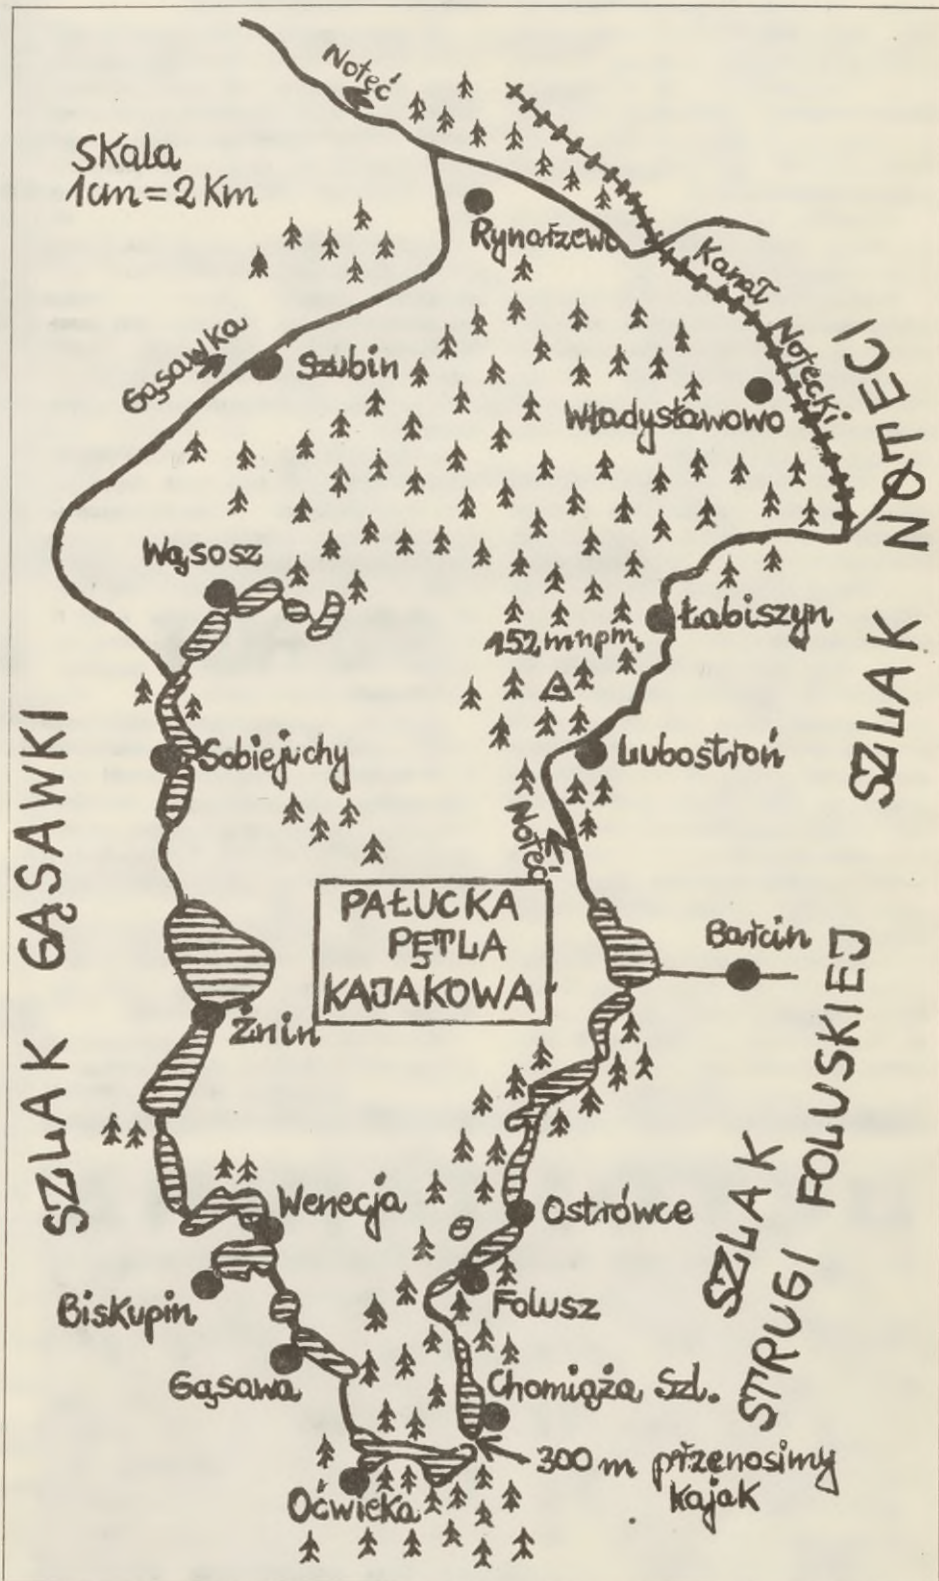 Noteć
Skala
1cm = 2 Km
Rynarzewo
Kanał Notecki
Gąsawka
Szubin
Władysławowo
SZLAK NOTECI
Wąsosz
Łabiszyn
152 m npm.
Sobiejuchy
Lubostroń
Noteć
SZLAK GĄSAWKI
PAŁUCKA
PĘTLA
KAJAKOWA
Barcin
Żnin
SZLAK
STRUGI FOLUSKIEJ
Wenecja
Ostrówce
Biskupin
Folusz
Gąsawa
Chomiąża Szl.
300 m przenosimy
kajak
Oćwieka